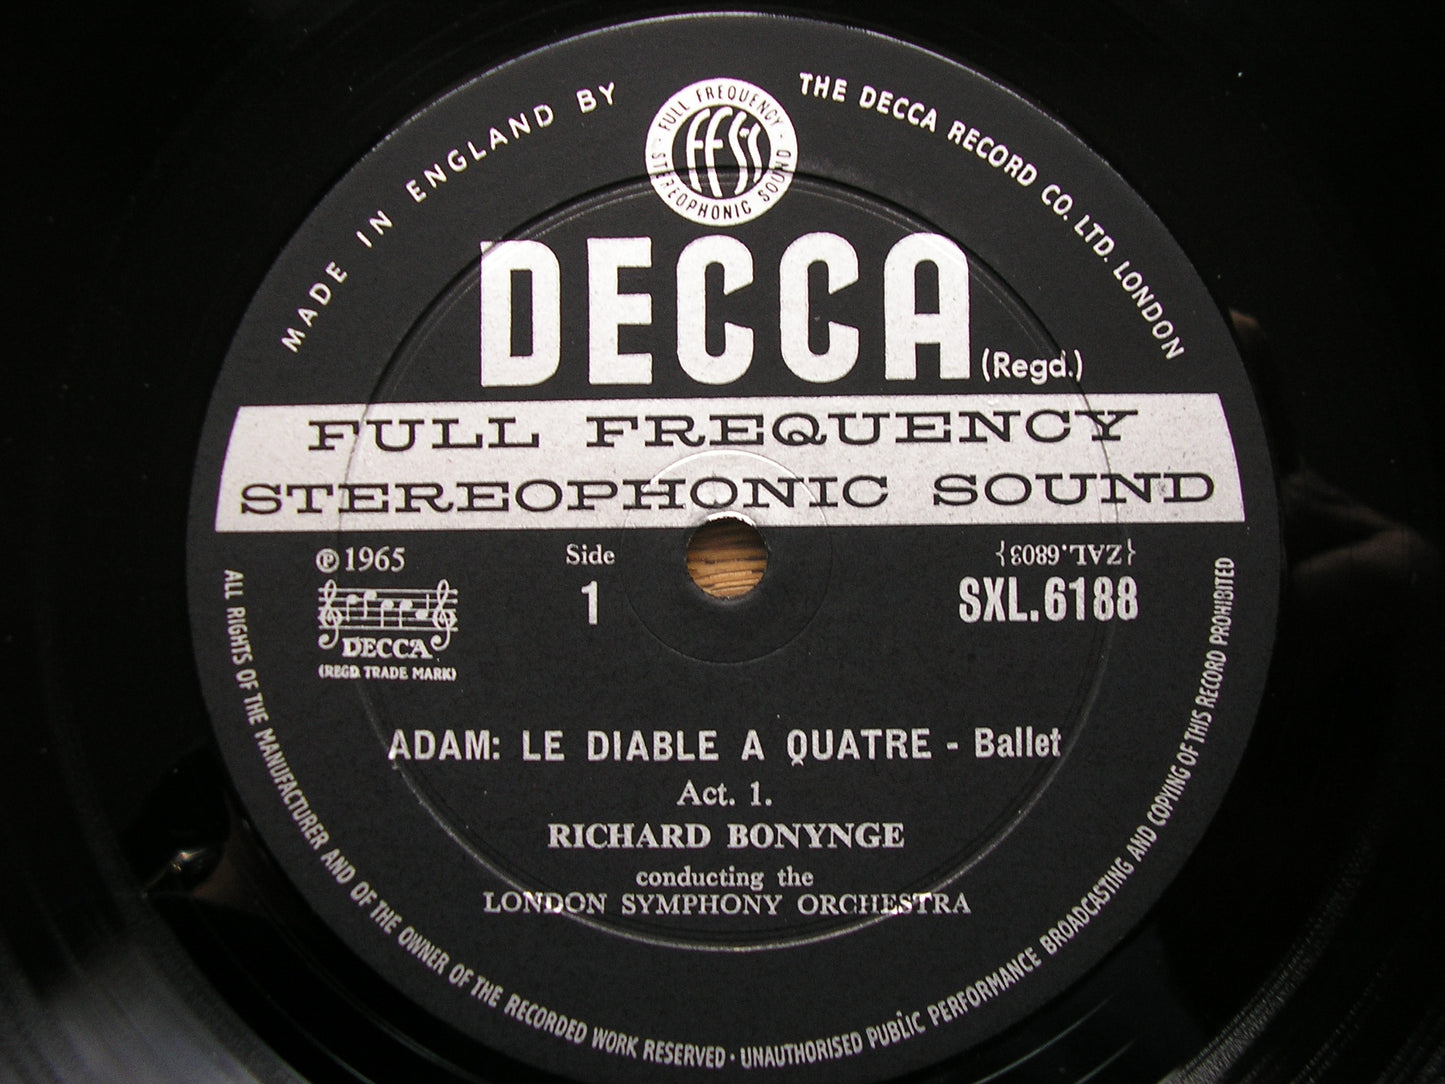 MADE IN ENGLAND BY
THE DECCA RECORD CO. LTD. LONDON
FULL FREQUENCY
FFSS
STEREOPHONIC SOUND
DECCA (Regd.)
FULL FREQUENCY
STEREOPHONIC SOUND
℗ 1965
Side
1
{ZAL.6803}
SXL.6188
DECCA
(REGD. TRADE MARK)
ADAM: LE DIABLE A QUATRE - Ballet
Act. 1.
RICHARD BONYNGE
conducting the
LONDON SYMPHONY ORCHESTRA
ALL RIGHTS OF THE MANUFACTURER AND OF THE OWNER OF THE RECORDED WORK RESERVED · UNAUTHORISED PUBLIC PERFORMANCE BROADCASTING AND COPYING OF THIS RECORD PROHIBITED